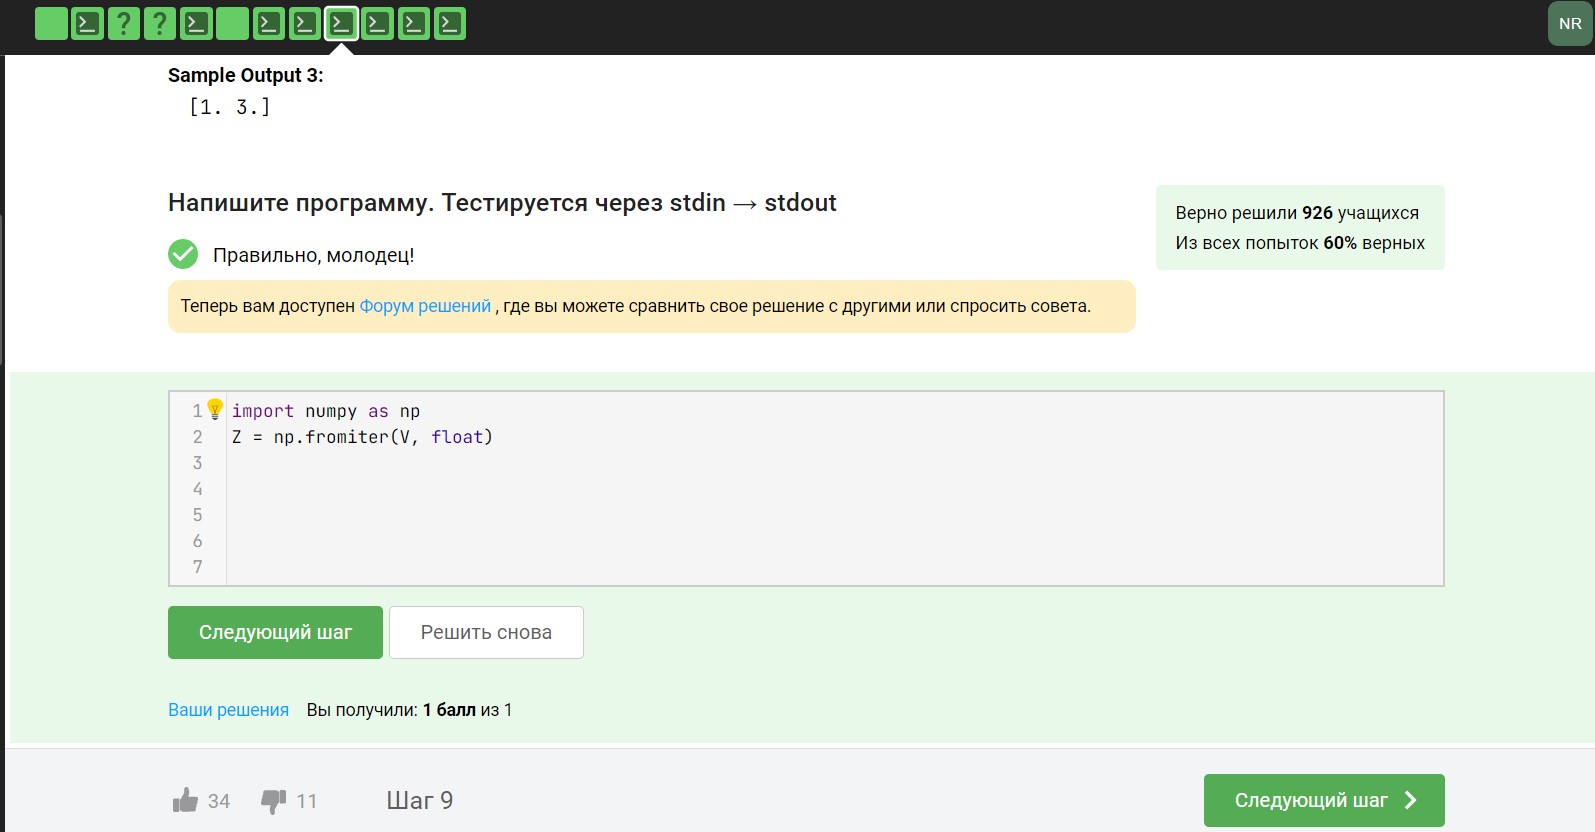 ? ?
NR
Sample Output 3:
[1. 3.]
Напишите программу. Тестируется через stdin → stdout
Верно решили 926 учащихся
Из всех попыток 60% верных
Правильно, молодец!
Теперь вам доступен Форум решений , где вы можете сравнить свое решение с другими или спросить совета.
1 import numpy as np
2 Z = np.fromiter(V, float)
3
4
5
6
7
Следующий шаг Решить снова
Ваши решения Вы получили: 1 балл из 1
34 11 Шаг 9 Следующий шаг